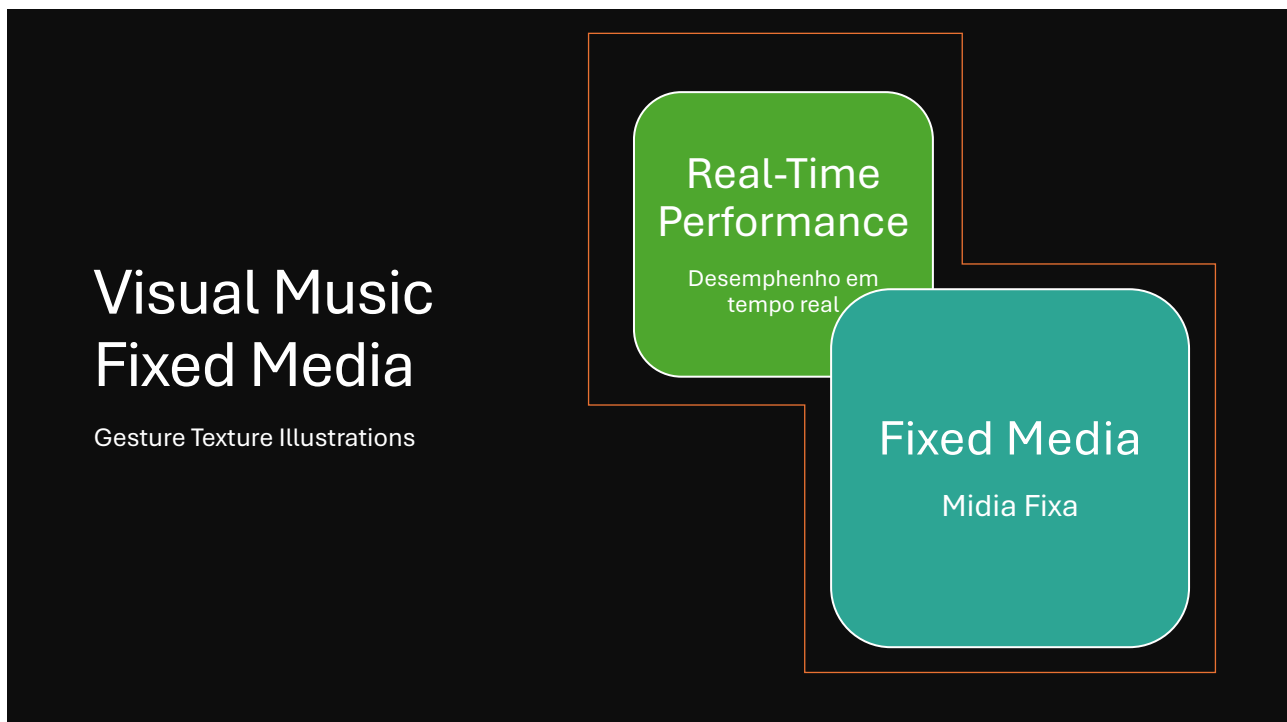 Visual Music
Fixed Media
Gesture Texture Illustrations
Real-Time
Performance
Desemphenho em
tempo real
Fixed Media
Midia Fixa